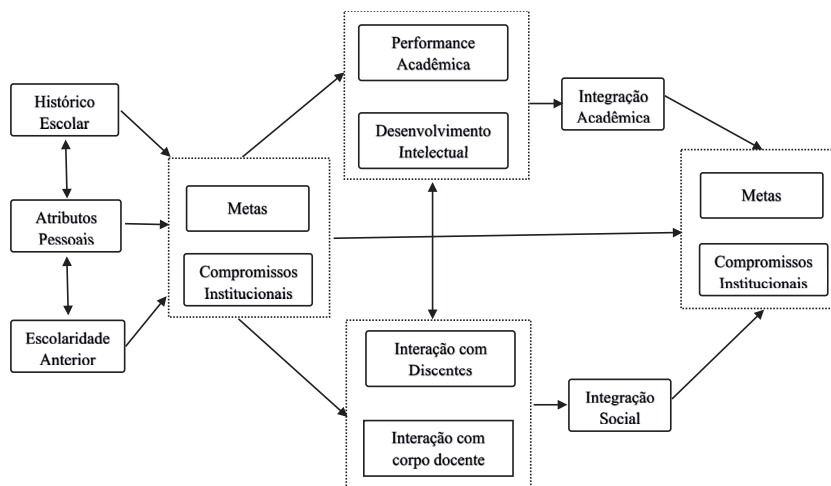 Histórico
Escolar
Atributos
Pessoais
Escolaridade
Anterior
Metas
Compromissos
Institucionais
Performance
Acadêmica
Desenvolvimento
Intelectual
Interação com
Discentes
Interação com
corpo docente
Integração
Acadêmica
Integração
Social
Metas
Compromissos
Institucionais